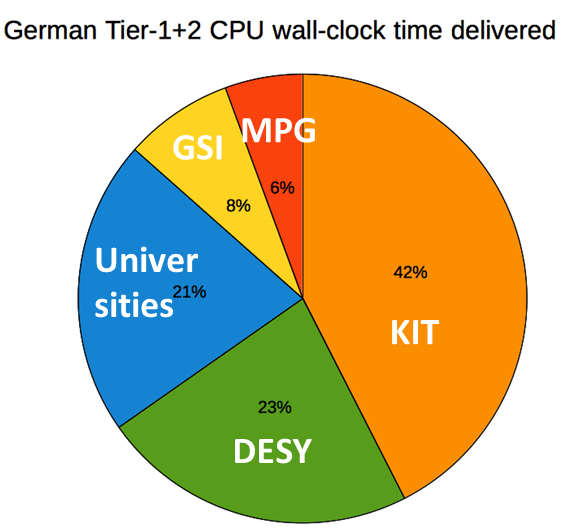 German Tier-1+2 CPU wall-clock time delivered
MPG
GSI
6%
8%
Univer
sities
21%
42%
KIT
23%
DESY